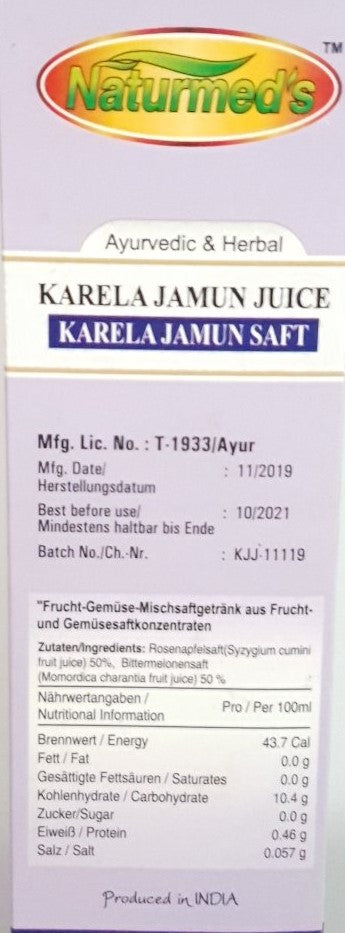 Naturmed's
TM
Ayurvedic & Herbal
KARELA JAMUN JUICE
KARELA JAMUN SAFT
Mfg. Lic. No. : T-1933/Ayur
Mfg. Date/ : 11/2019
Herstellungsdatum
Best before use/ : 10/2021
Mindestens haltbar bis Ende
Batch No./Ch.-Nr. : KJJ-11119
"Frucht-Gemüse-Mischsaftgetränk aus Frucht-
und Gemüsesaftkonzentraten
Zutaten/Ingredients: Rosenapfelsaft(Syzygium cumini
fruit juice) 50%, Bittermelonensaft
(Momordica charantia fruit juice) 50 %
Nährwertangaben /
Nutritional Information Pro / Per 100ml
Brennwert / Energy 43.7 Cal
Fett / Fat 0.0 g
Gesättigte Fettsäuren / Saturates 0.0 g
Kohlenhydrate / Carbohydrate 10.4 g
Zucker/Sugar 0.0 g
Eiweiß / Protein 0.46 g
Salz / Salt 0.057 g
Produced in INDIA